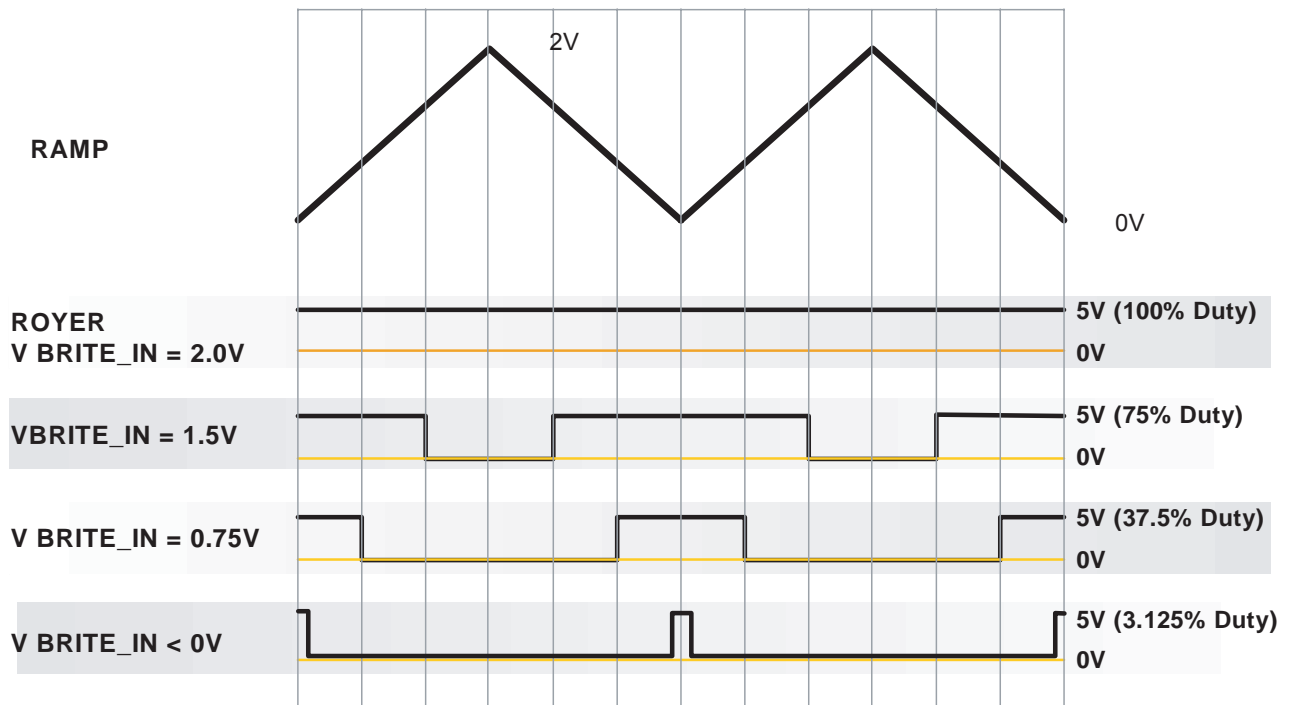 2V
RAMP
0V
ROYER
V BRITE_IN = 2.0V
5V (100% Duty)
0V
VBRITE_IN = 1.5V
5V (75% Duty)
0V
V BRITE_IN = 0.75V
5V (37.5% Duty)
0V
V BRITE_IN < 0V
5V (3.125% Duty)
0V